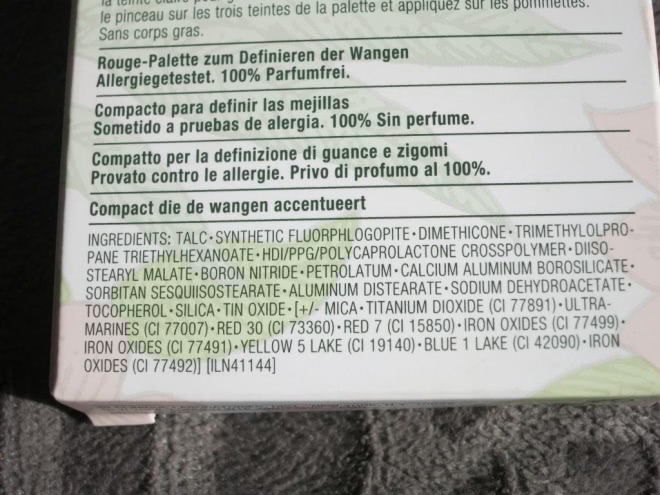 le pinceau sur les trois teintes de la palette et appliquez sur les pommettes.
Sans corps gras.
Rouge-Palette zum Definieren der Wangen
Allergiegetestet. 100% Parfumfrei.
Compacto para definir las mejillas
Sometido a pruebas de alergia. 100% Sin perfume.
Compatto per la definizione di guance e zigomi
Provato contro le allergie. Privo di profumo al 100%.
Compact die de wangen accentueert
INGREDIENTS: TALC • SYNTHETIC FLUORPHLOGOPITE • DIMETHICONE • TRIMETHYLOLPRO-
PANE TRIETHYLHEXANOATE • HDI/PPG/POLYCAPROLACTONE CROSSPOLYMER • DIISO-
STEARYL MALATE • BORON NITRIDE • PETROLATUM • CALCIUM ALUMINUM BOROSILICATE •
SORBITAN SESQUIISOSTEARATE • ALUMINUM DISTEARATE • SODIUM DEHYDROACETATE •
TOCOPHEROL • SILICA • TIN OXIDE • [+/- MICA • TITANIUM DIOXIDE (CI 77891) • ULTRA-
MARINES (CI 77007) • RED 30 (CI 73360) • RED 7 (CI 15850) • IRON OXIDES (CI 77499) •
IRON OXIDES (CI 77491) • YELLOW 5 LAKE (CI 19140) • BLUE 1 LAKE (CI 42090) • IRON
OXIDES (CI 77492)] [ILN41144]